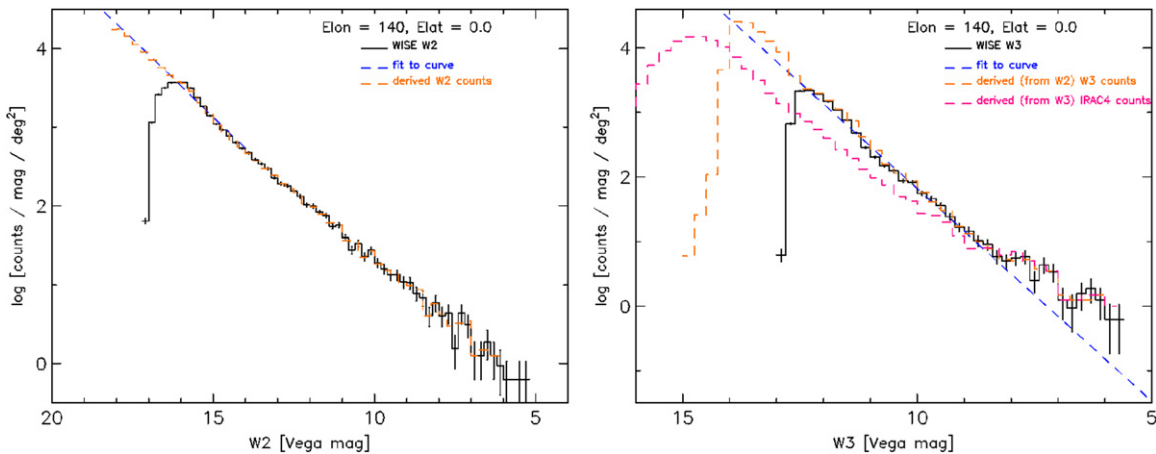 Elon = 140, Elat = 0.0
WISE W2
fit to curve
derived W2 counts
log [counts / mag / deg²]
4
2
0
20
15
10
5
W2 [Vega mag]
Elon = 140, Elat = 0.0
WISE W3
fit to curve
derived (from W2) W3 counts
derived (from W3) IRAC4 counts
log [counts / mag / deg²]
4
2
0
15
10
5
W3 [Vega mag]